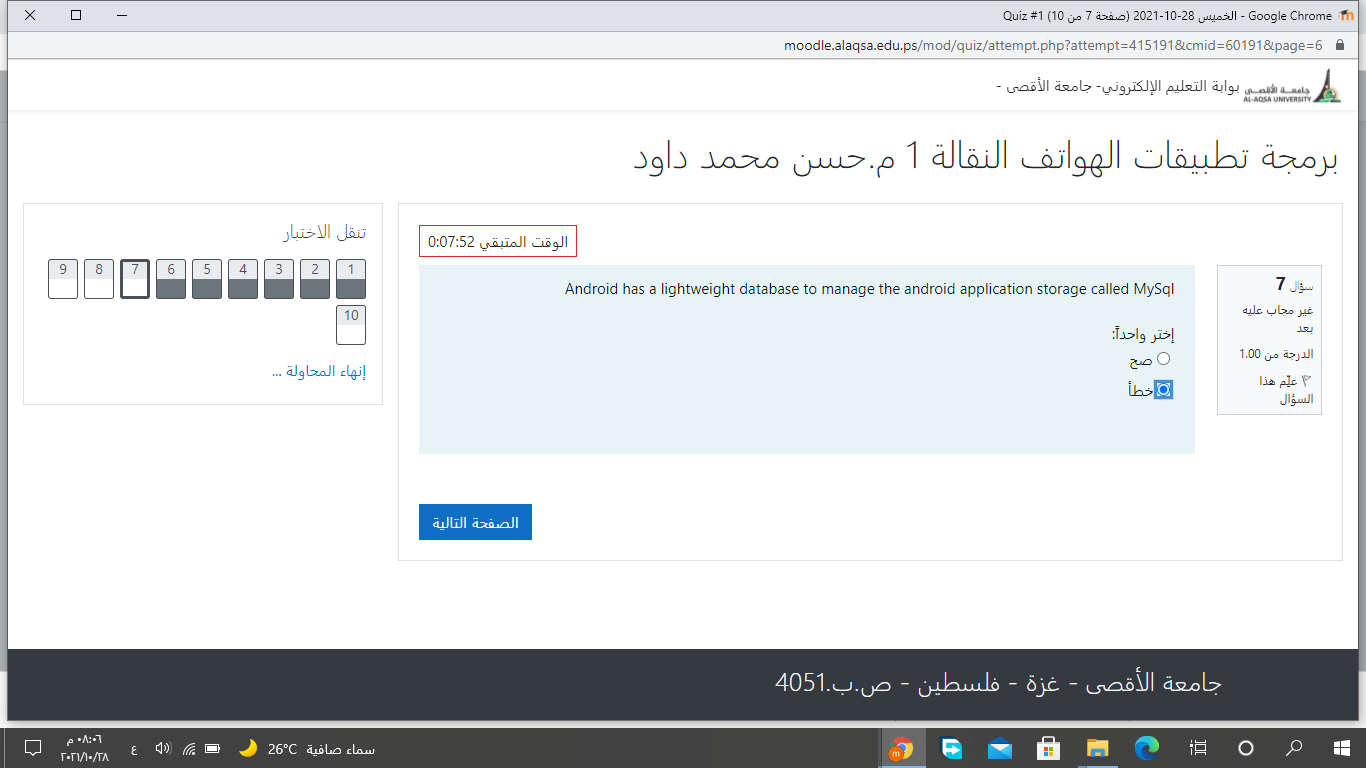 Quiz #1 (صفحة 7 من 10) الخميس 28-10-2021 - Google Chrome
moodle.alaqsa.edu.ps/mod/quiz/attempt.php?attempt=415191&cmid=60191&page=6
جامعة الأقصى
AL-AQSA UNIVERSITY
بوابة التعليم الإلكتروني- جامعة الأقصى -
برمجة تطبيقات الهواتف النقالة 1 م.حسن محمد داود
سؤال 7
غير مجاب عليه
بعد
الدرجة من 1.00
علِّم هذا
السؤال
الوقت المتبقي 0:07:52
Android has a lightweight database to manage the android application storage called MySql
إختر واحداً:
صح
خطأ
الصفحة التالية
تنقل الاختبار
1 2 3 4 5 6 7 8 9
10
إنهاء المحاولة ...
جامعة الأقصى - غزة - فلسطين - ص.ب.4051
سماء صافية 26°C
ع
٠٨:٠٦ م
٢٠٢١/١٠/٢٨